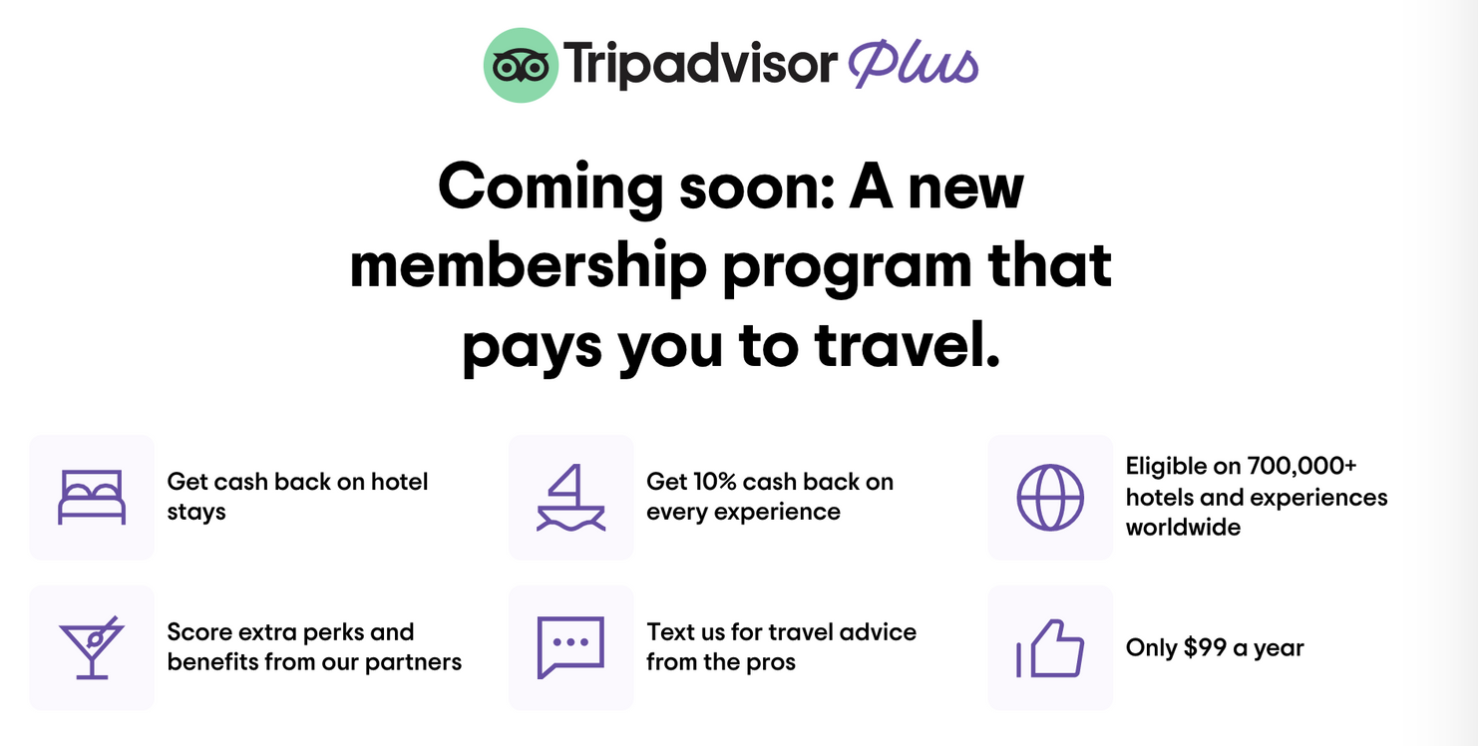 Tripadvisor Plus
Coming soon: A new
membership program that
pays you to travel.
Get cash back on hotel
stays
Get 10% cash back on
every experience
Eligible on 700,000+
hotels and experiences
worldwide
Score extra perks and
benefits from our partners
Text us for travel advice
from the pros
Only $99 a year